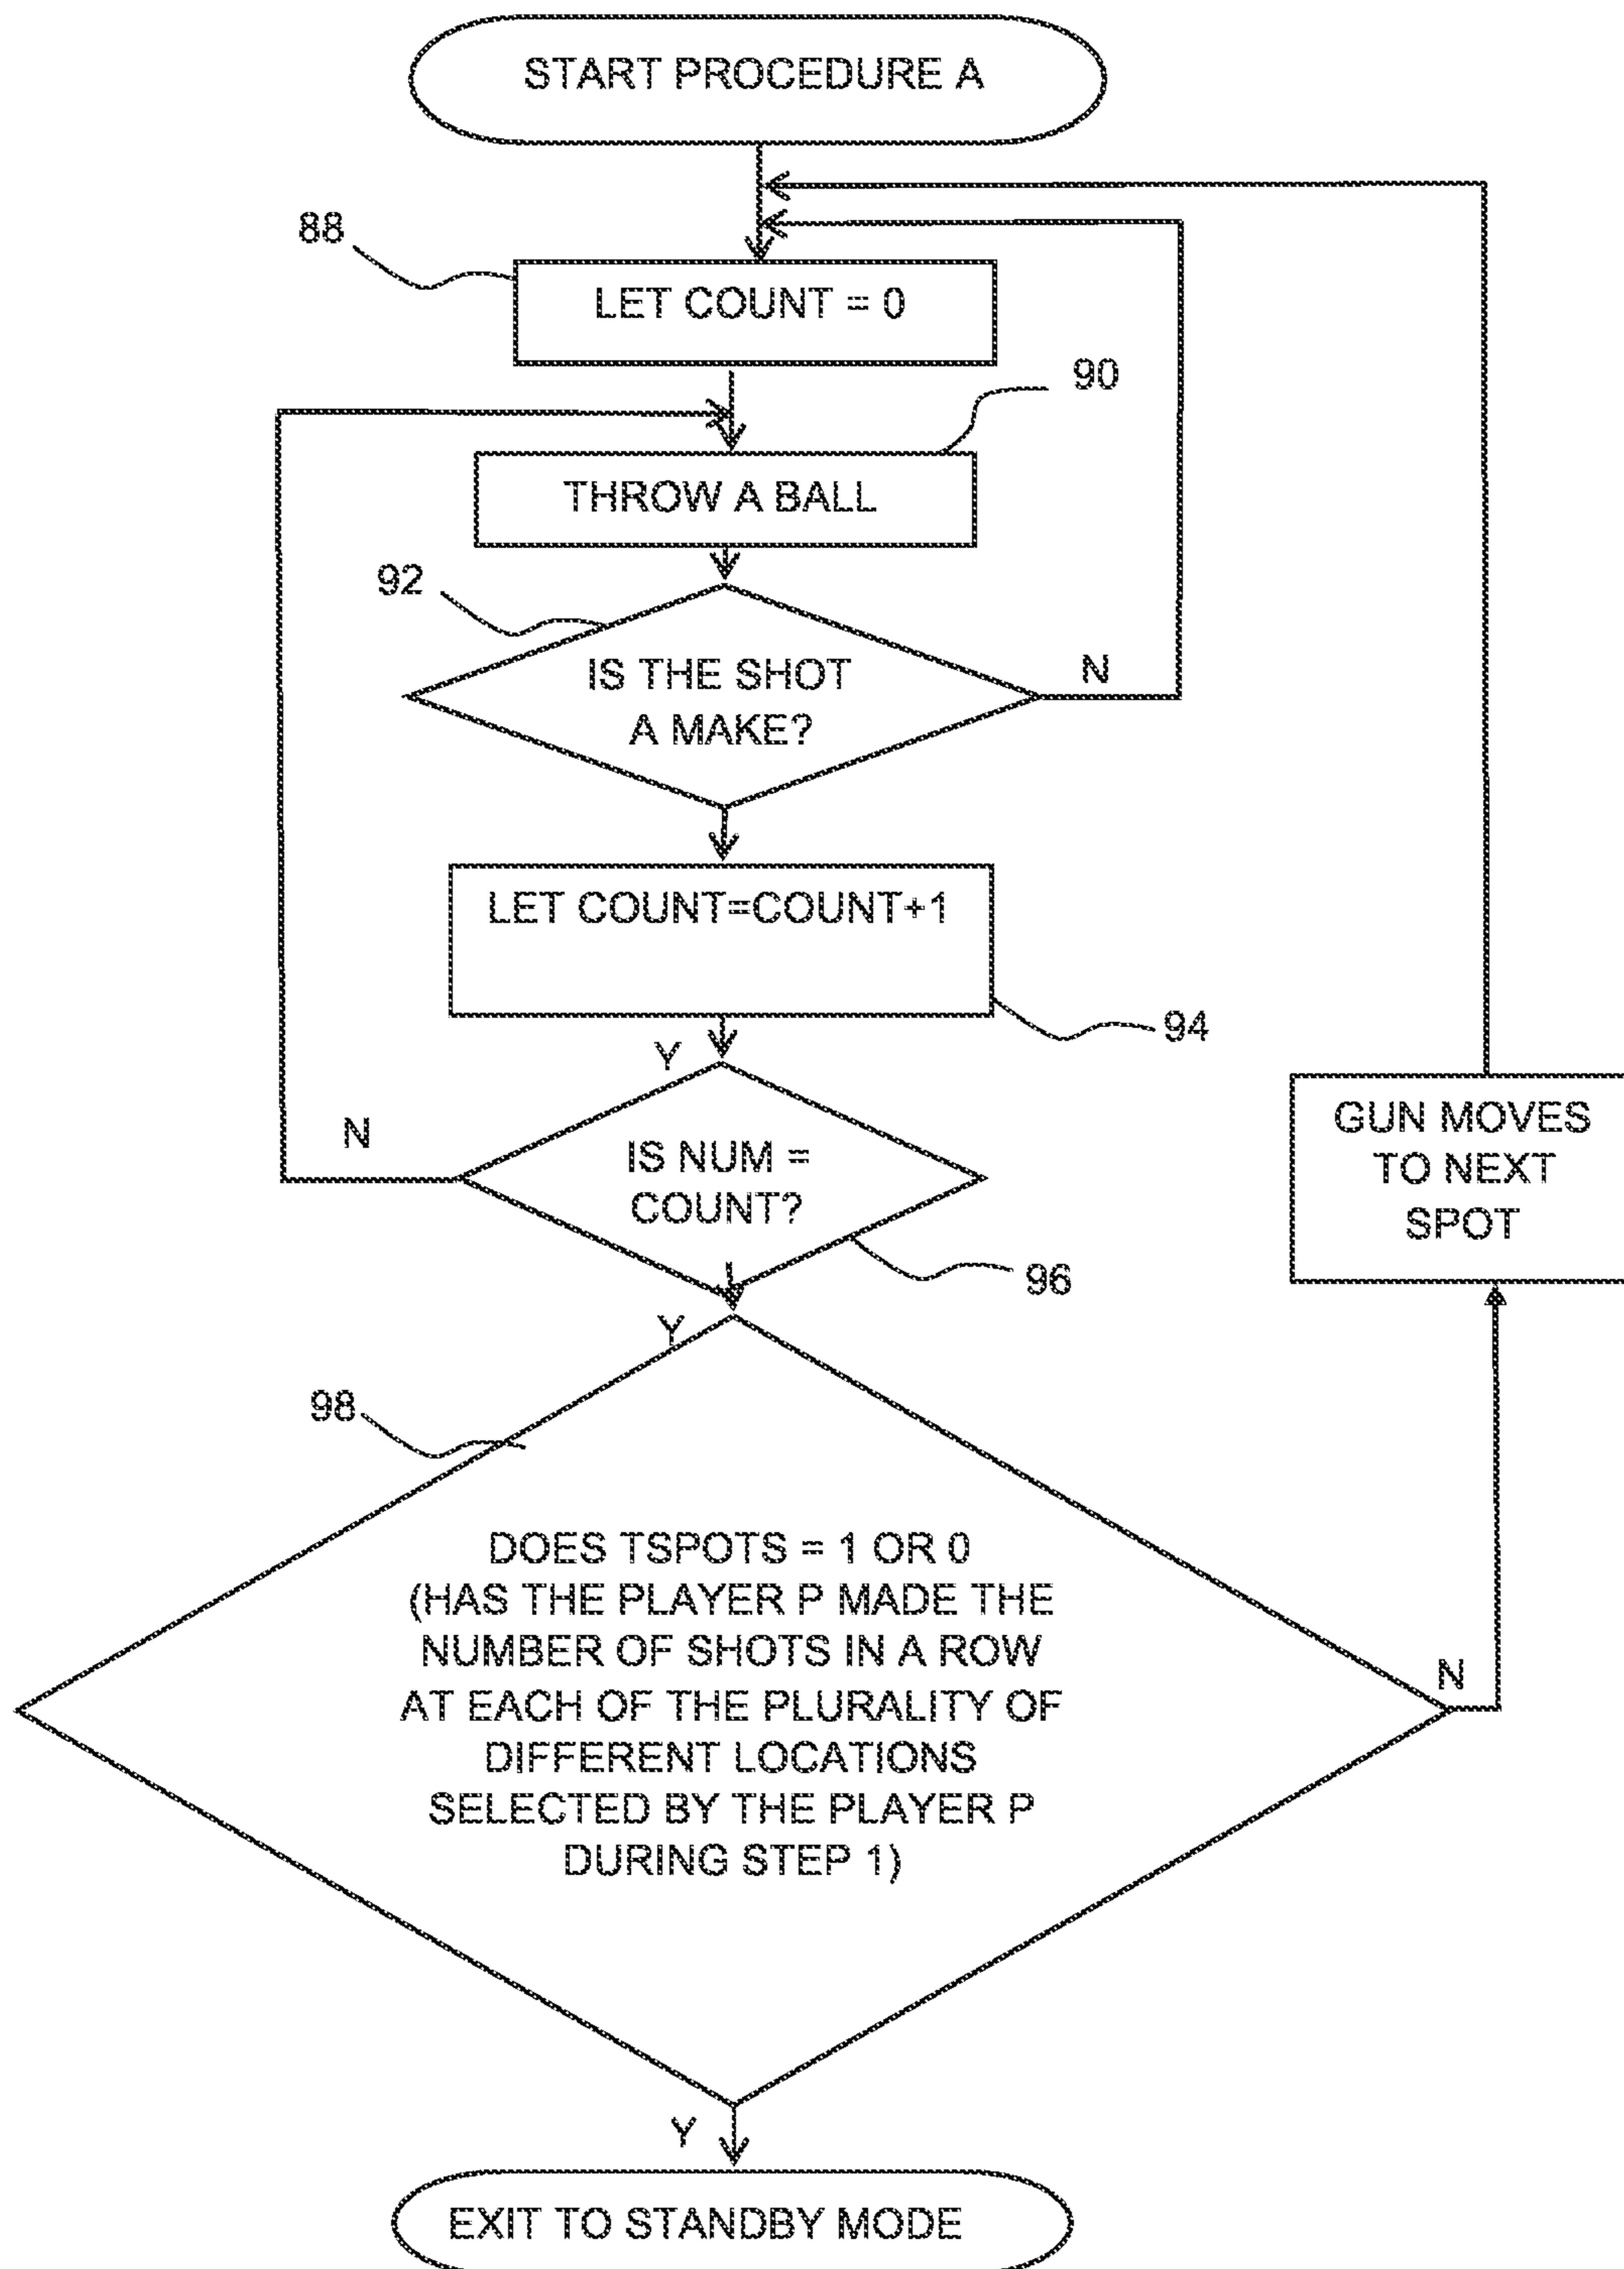 START PROCEDURE A
88
LET COUNT = 0
90
THROW A BALL
92
IS THE SHOT
A MAKE?
N
LET COUNT=COUNT+1
94
Y
N
IS NUM =
COUNT?
96
GUN MOVES
TO NEXT
SPOT
Y
98
DOES TSPOTS = 1 OR 0
(HAS THE PLAYER P MADE THE
NUMBER OF SHOTS IN A ROW
AT EACH OF THE PLURALITY OF
DIFFERENT LOCATIONS
SELECTED BY THE PLAYER P
DURING STEP 1)
N
Y
EXIT TO STANDBY MODE